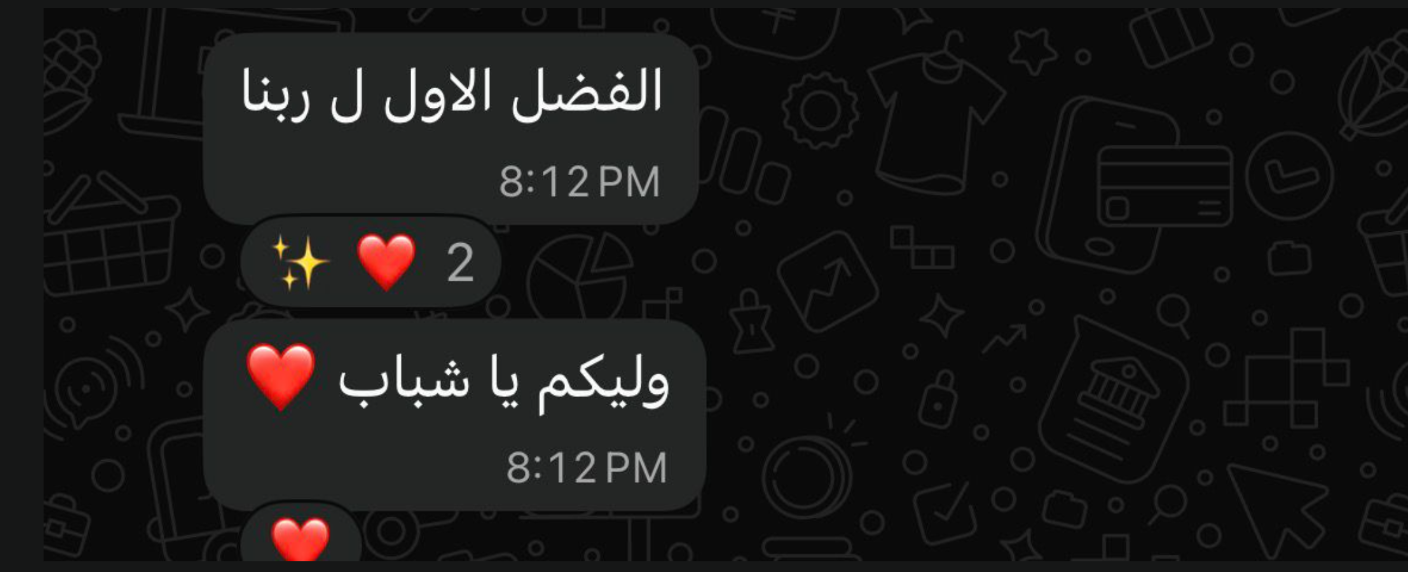 الفضل الاول ل ربنا
8:12 PM
✨ ❤️ 2
وليكم يا شباب ❤️
8:12 PM
❤️